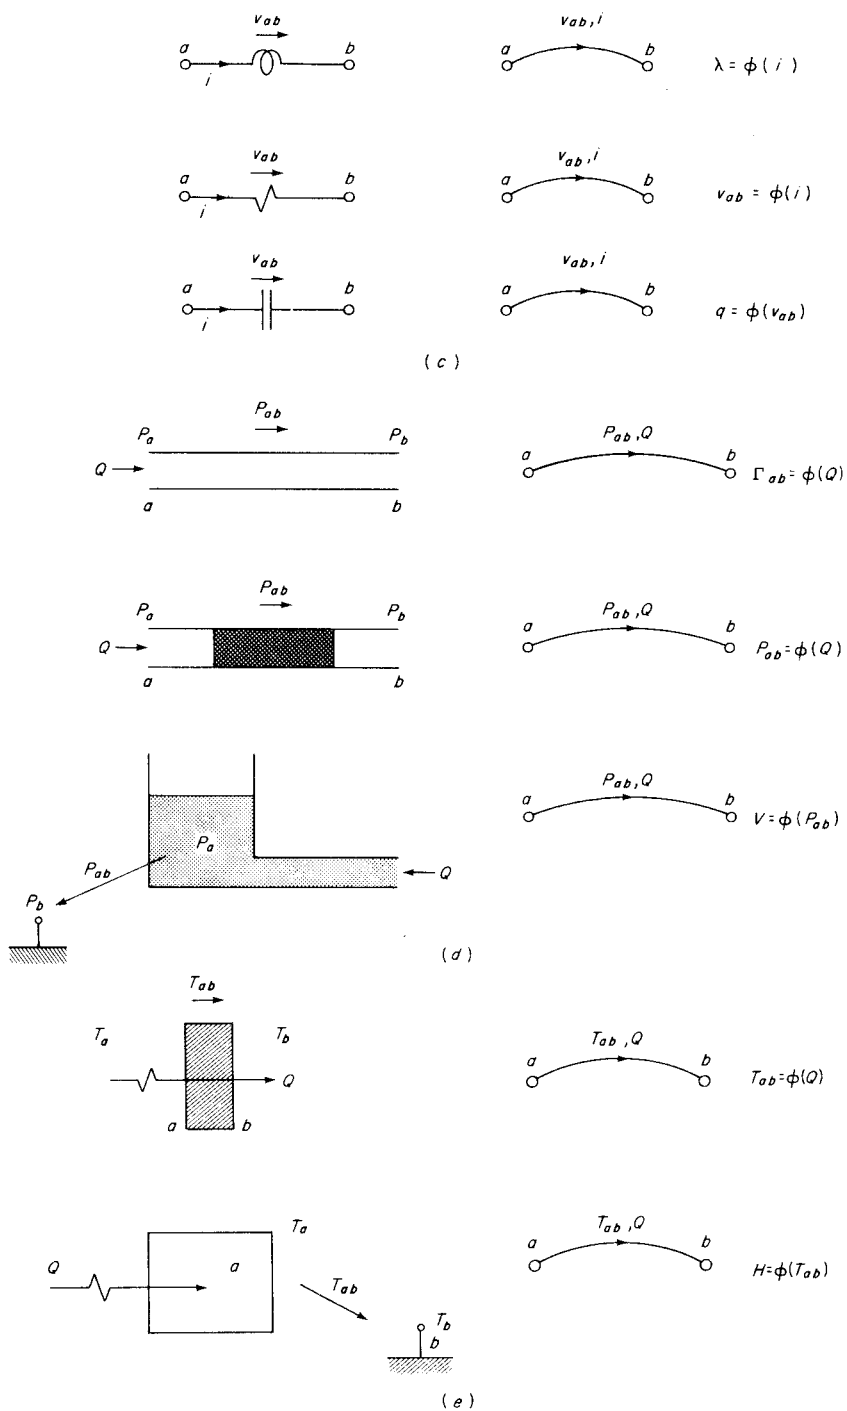 v_ab v_ab, i
a b a b
i λ = ϕ(i)
v_ab v_ab, i
a b a b
i v_ab = ϕ(i)
v_ab v_ab, i
a b a b
i q = ϕ(v_ab)
(c)
P_ab P_ab, Q
P_a P_b a b
Q Γ_ab = ϕ(Q)
a b
P_ab P_ab, Q
P_a P_b a b
Q P_ab = ϕ(Q)
a b
P_ab, Q
a b
P_a V = ϕ(P_ab)
P_ab Q
P_b
(d)
T_ab T_ab, Q
T_a T_b a b
Q T_ab = ϕ(Q)
a b
T_a T_ab, Q
a b
Q a H = ϕ(T_ab)
T_ab
T_b
b
(e)